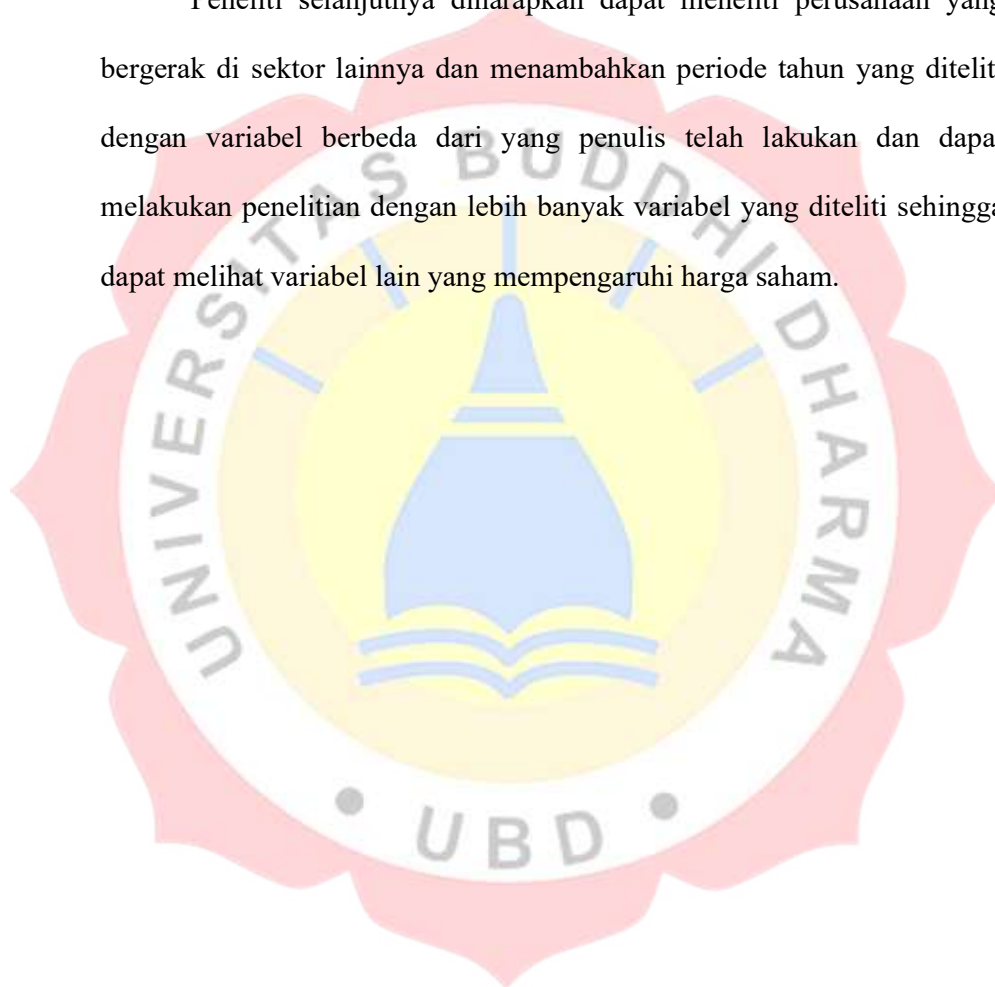 Peneliti selanjutnya diharapkan dapat meneliti perusahaan yang
bergerak di sektor lainnya dan menambahkan periode tahun yang diteliti
dengan variabel berbeda dari yang penulis telah lakukan dan dapat
melakukan penelitian dengan lebih banyak variabel yang diteliti sehingga
dapat melihat variabel lain yang mempengaruhi harga saham.
UNIVERSITAS BUDDHI DHARMA
• UBD •